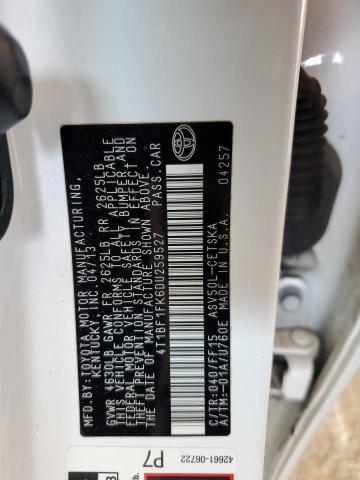 MFD. BY: TOYOTA MOTOR MANUFACTURING,
KENTUCKY, INC. 04/13
GVWR 4630LB GAWR FR 2625LB RR 2625LB
THIS VEHICLE CONFORMS TO ALL APPLICABLE
FEDERAL MOTOR VEHICLE SAFETY, BUMPER, AND
THEFT PREVENTION STANDARDS IN EFFECT ON
THE DATE OF MANUFACTURE SHOWN ABOVE.
4T1BF1FK6DU259527 PASS.CAR
C/TR: 040/FF15 ASV50L-CETSKA
A/TM: -01A/U760E MADE IN U.S.A. 04257
42661-06722
P7